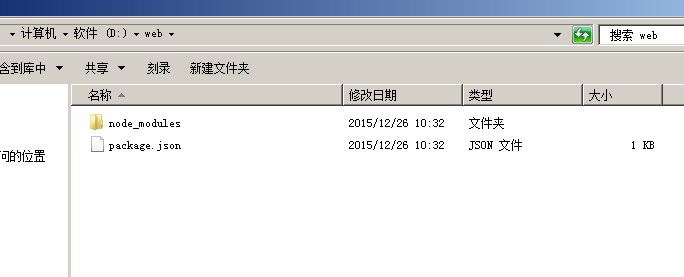 计算机 软件 (D:) web 搜索 web
含到库中 共享 刻录 新建文件夹
名称 修改日期 类型 大小
node_modules 2015/12/26 10:32 文件夹
package.json 2015/12/26 10:32 JSON 文件 1 KB
问的位置